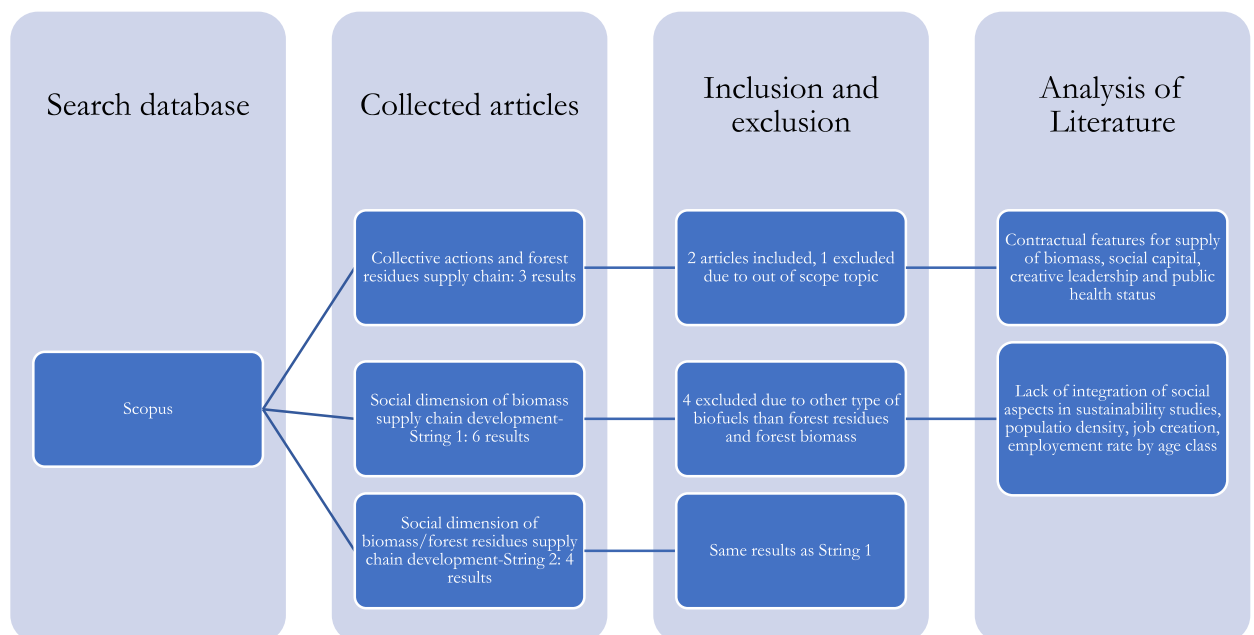 Search database
Scopus
Collected articles
Collective actions and forest
residues supply chain: 3 results
Social dimension of biomass
supply chain development-
String 1: 6 results
Social dimension of
biomass/forest residues supply
chain development-String 2: 4
results
Inclusion and
exclusion
2 articles included, 1 excluded
due to out of scope topic
4 excluded due to other type of
biofuels than forest residues
and forest biomass
Same results as String 1
Analysis of
Literature
Contractual features for supply
of biomass, social capital,
creative leadership and public
health status
Lack of integration of social
aspects in sustainability studies,
populatio density, job creation,
employement rate by age class